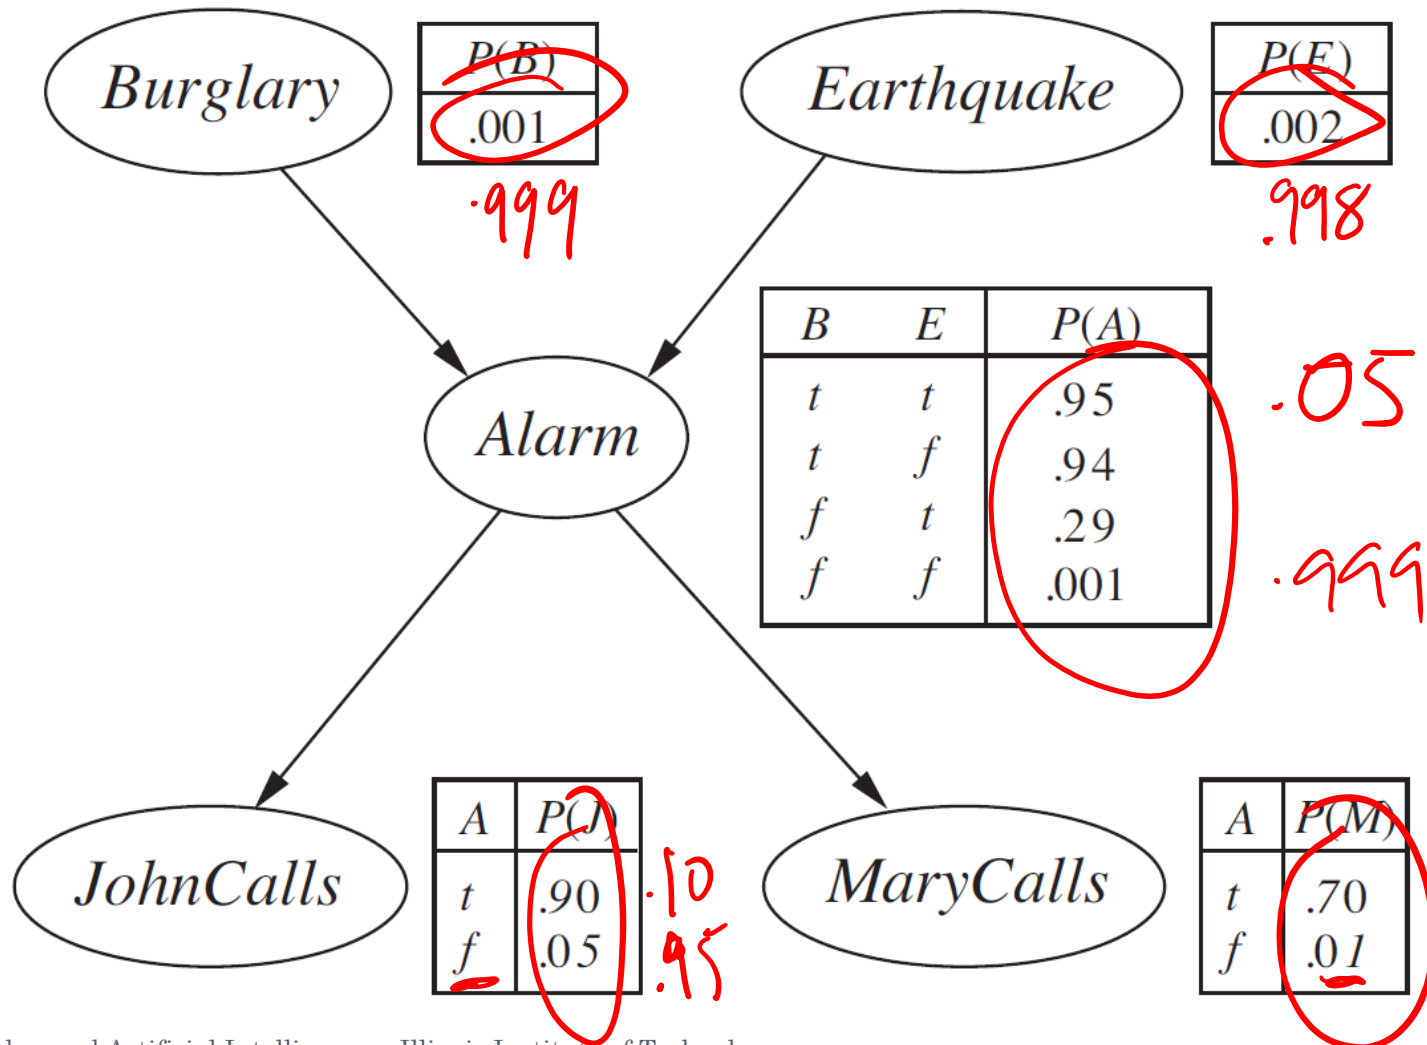 Burglary
P(B)
.001
.999
Earthquake
P(E)
.002
.998
B E P(A)
t t .95
t f .94
f t .29
f f .001
.05
.999
Alarm
JohnCalls
A P(J)
t .90
f .05
.10
.95
MaryCalls
A P(M)
t .70
f .01
Illinois